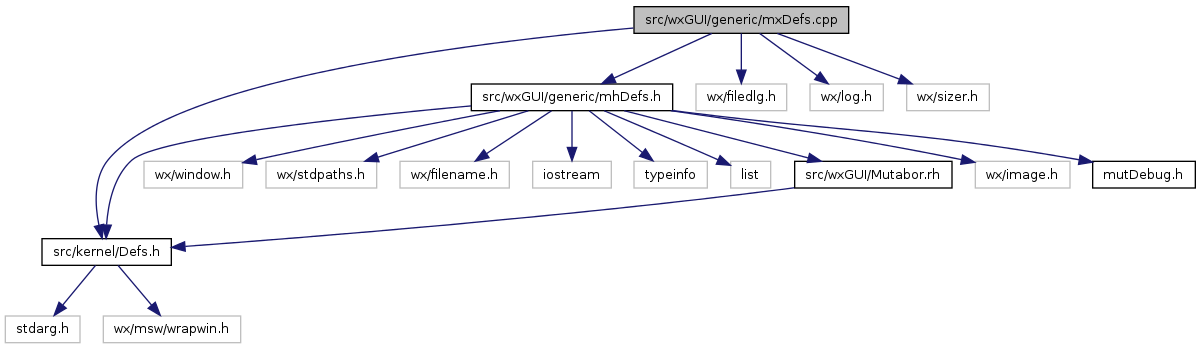 src/wxGUI/generic/mxDefs.cpp
src/wxGUI/generic/mhDefs.h
wx/filedlg.h
wx/log.h
wx/sizer.h
wx/window.h
wx/stdpaths.h
wx/filename.h
iostream
typeinfo
list
src/wxGUI/Mutabor.rh
wx/image.h
mutDebug.h
src/kernel/Defs.h
stdarg.h
wx/msw/wrapwin.h